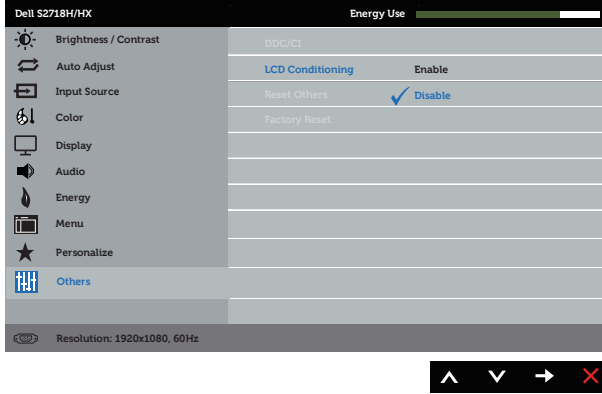 Dell S2718H/HX Energy Use
Brightness / Contrast
DDC/CI
Auto Adjust
LCD Conditioning Enable
Input Source
Reset Others Disable
Color
Factory Reset
Display
Audio
Energy
Menu
Personalize
Others
Resolution: 1920x1080, 60Hz